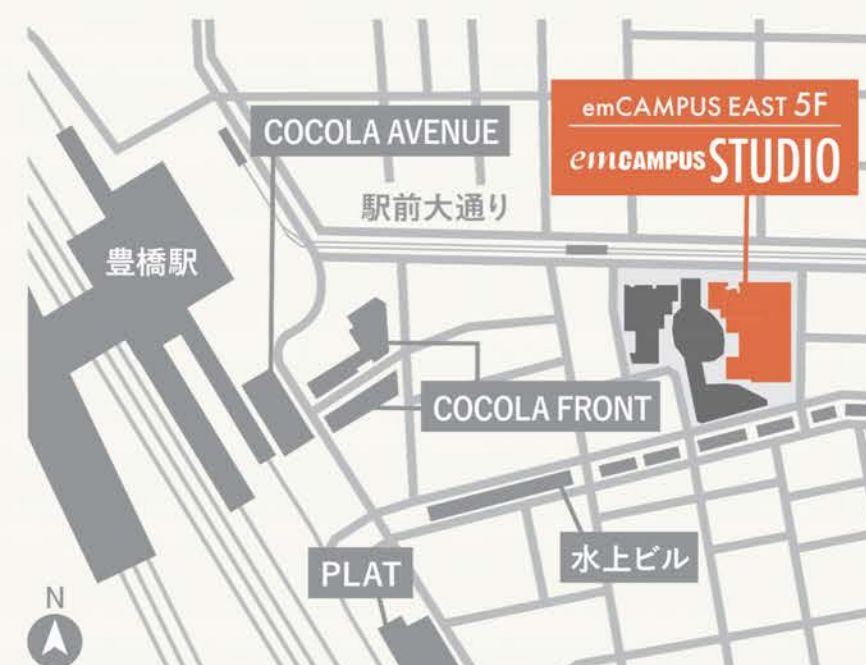 emCAMPUS EAST 5F
emCAMPUS STUDIO
COCOLA AVENUE
駅前大通り
豊橋駅
COCOLA FRONT
水上ビル
PLAT
N